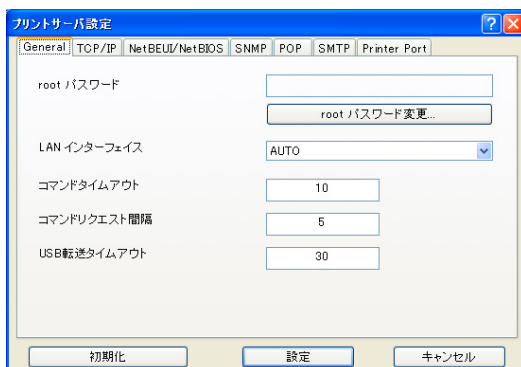 プリントサーバ設定
General TCP/IP NetBEUI/NetBIOS SNMP POP SMTP Printer Port
root パスワード
root パスワード変更...
LAN インターフェイス AUTO
コマンドタイムアウト 10
コマンドリクエスト間隔 5
USB転送タイムアウト 30
初期化 設定 キャンセル